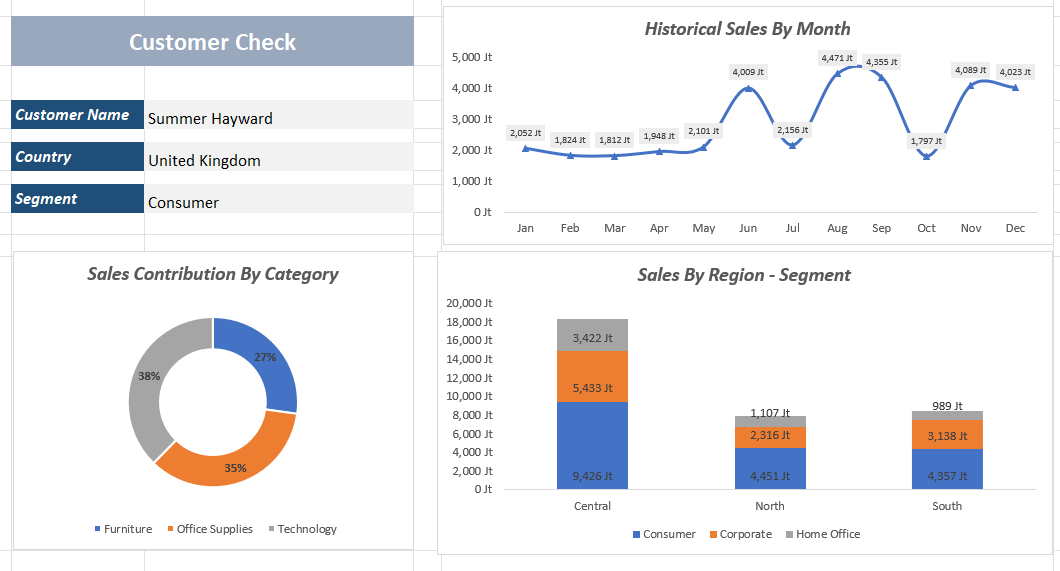 Customer Check
Customer Name Summer Hayward
Country United Kingdom
Segment Consumer
Historical Sales By Month
5,000 Jt
4,000 Jt
3,000 Jt
2,000 Jt
1,000 Jt
0 Jt
2,052 Jt 1,824 Jt 1,812 Jt 1,948 Jt 2,101 Jt 4,009 Jt 2,156 Jt 4,471 Jt 4,355 Jt 1,797 Jt 4,089 Jt 4,023 Jt
Jan Feb Mar Apr May Jun Jul Aug Sep Oct Nov Dec
Sales Contribution By Category
27%
38%
35%
Furniture Office Supplies Technology
Sales By Region - Segment
20,000 Jt
18,000 Jt
16,000 Jt
14,000 Jt
12,000 Jt
10,000 Jt
8,000 Jt
6,000 Jt
4,000 Jt
2,000 Jt
0 Jt
3,422 Jt
5,433 Jt
9,426 Jt
1,107 Jt
2,316 Jt
4,451 Jt
989 Jt
3,138 Jt
4,357 Jt
Central North South
Consumer Corporate Home Office